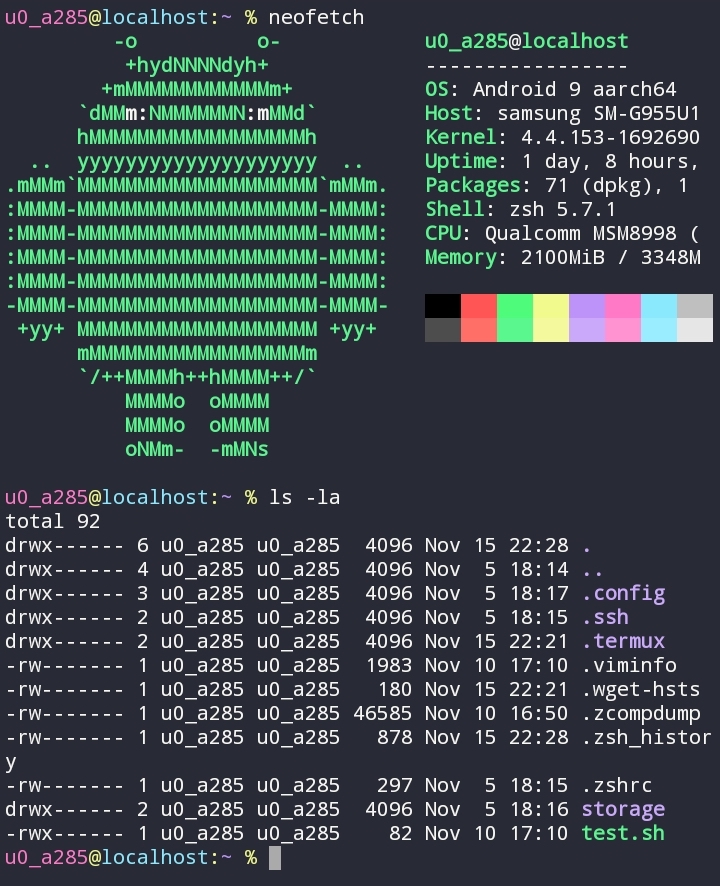 u0_a285@localhost:~ % neofetch
         -o          o-
          +hydNNNNdyh+
        +mMMMMMMMMMMMMm+
      `dMMm:NMMMMMMN:mMMd`
      hMMMMMMMMMMMMMMMMMMh
  ..  yyyyyyyyyyyyyyyyyyyy  ..
.mMMm`MMMMMMMMMMMMMMMMMMMM`mMMm.
:MMMM-MMMMMMMMMMMMMMMMMMMM-MMMM:
:MMMM-MMMMMMMMMMMMMMMMMMMM-MMMM:
:MMMM-MMMMMMMMMMMMMMMMMMMM-MMMM:
:MMMM-MMMMMMMMMMMMMMMMMMMM-MMMM:
-MMMM-MMMMMMMMMMMMMMMMMMMM-MMMM-
 +yy+ MMMMMMMMMMMMMMMMMMMM +yy+
      mMMMMMMMMMMMMMMMMMMm
      `/++MMMMh++hMMMM++/`
          MMMMo  oMMMM
          MMMMo  oMMMM
          oNMm-  -mMNs
u0_a285@localhost
-----------------
OS: Android 9 aarch64
Host: samsung SM-G955U1
Kernel: 4.4.153-1692690
Uptime: 1 day, 8 hours,
Packages: 71 (dpkg), 1
Shell: zsh 5.7.1
CPU: Qualcomm MSM8998 (
Memory: 2100MiB / 3348M
u0_a285@localhost:~ % ls -la
total 92
drwx------ 6 u0_a285 u0_a285  4096 Nov 15 22:28 .
drwx------ 4 u0_a285 u0_a285  4096 Nov  5 18:14 ..
drwx------ 3 u0_a285 u0_a285  4096 Nov  5 18:17 .config
drwx------ 2 u0_a285 u0_a285  4096 Nov  5 18:15 .ssh
drwx------ 2 u0_a285 u0_a285  4096 Nov 15 22:21 .termux
-rw------- 1 u0_a285 u0_a285  1983 Nov 10 17:10 .viminfo
-rw------- 1 u0_a285 u0_a285   180 Nov 15 22:21 .wget-hsts
-rw------- 1 u0_a285 u0_a285 46585 Nov 10 16:50 .zcompdump
-rw------- 1 u0_a285 u0_a285   878 Nov 15 22:28 .zsh_histor
y
-rw------- 1 u0_a285 u0_a285   297 Nov  5 18:15 .zshrc
drwx------ 2 u0_a285 u0_a285  4096 Nov  5 18:16 storage
-rwx------ 1 u0_a285 u0_a285    82 Nov 10 17:10 test.sh
u0_a285@localhost:~ %